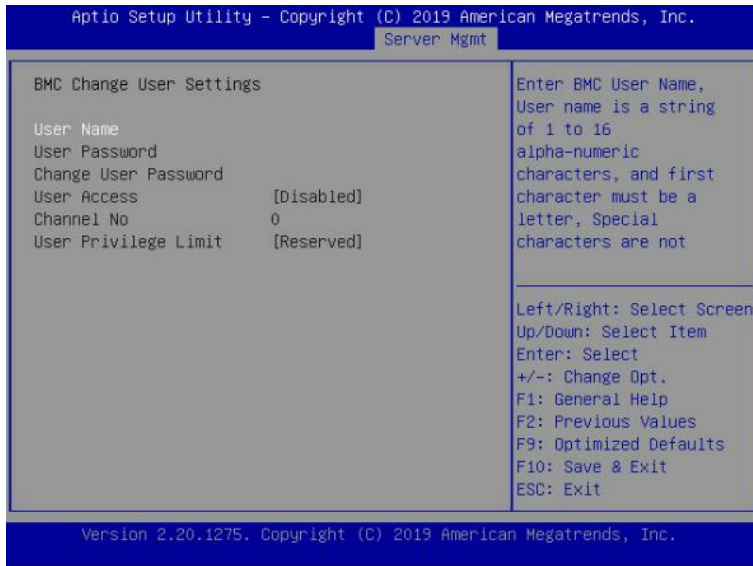 Aptio Setup Utility – Copyright (C) 2019 American Megatrends, Inc.
Server Mgmt
BMC Change User Settings
User Name
User Password
Change User Password
User Access [Disabled]
Channel No 0
User Privilege Limit [Reserved]
Enter BMC User Name,
User name is a string
of 1 to 16
alpha-numeric
characters, and first
character must be a
letter, Special
characters are not
Left/Right: Select Screen
Up/Down: Select Item
Enter: Select
+/-: Change Opt.
F1: General Help
F2: Previous Values
F9: Optimized Defaults
F10: Save & Exit
ESC: Exit
Version 2.20.1275. Copyright (C) 2019 American Megatrends, Inc.